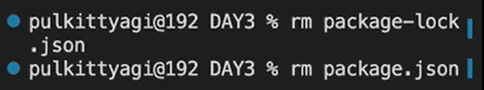 pulkittyagi@192 DAY3 % rm package-lock
.json
pulkittyagi@192 DAY3 % rm package.json